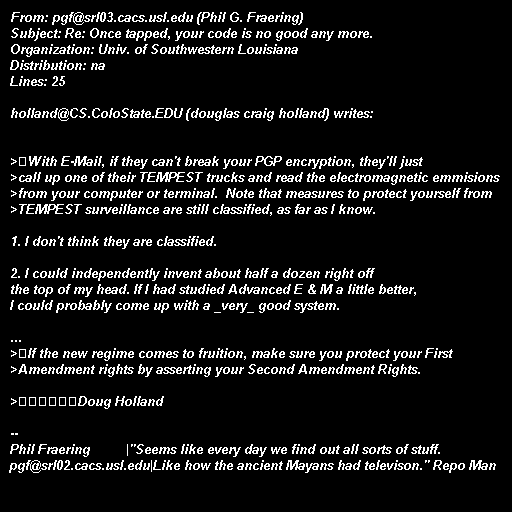 From: pgf@srl03.cacs.usl.edu (Phil G. Fraering)
Subject: Re: Once tapped, your code is no good any more.
Organization: Univ. of Southwestern Louisiana
Distribution: na
Lines: 25

holland@CS.ColoState.EDU (douglas craig holland) writes:

>□With E-Mail, if they can't break your PGP encryption, they'll just
>call up one of their TEMPEST trucks and read the electromagnetic emmisions
>from your computer or terminal.  Note that measures to protect yourself from
>TEMPEST surveillance are still classified, as far as I know.

1. I don't think they are classified.

2. I could independently invent about half a dozen right off
the top of my head. If I had studied Advanced E & M a little better,
I could probably come up with a _very_ good system.

...
>□If the new regime comes to fruition, make sure you protect your First
>Amendment rights by asserting your Second Amendment Rights.

>□□□□□□Doug Holland

--
Phil Fraering         |"Seems like every day we find out all sorts of stuff.
pgf@srl02.cacs.usl.edu|Like how the ancient Mayans had televison." Repo Man